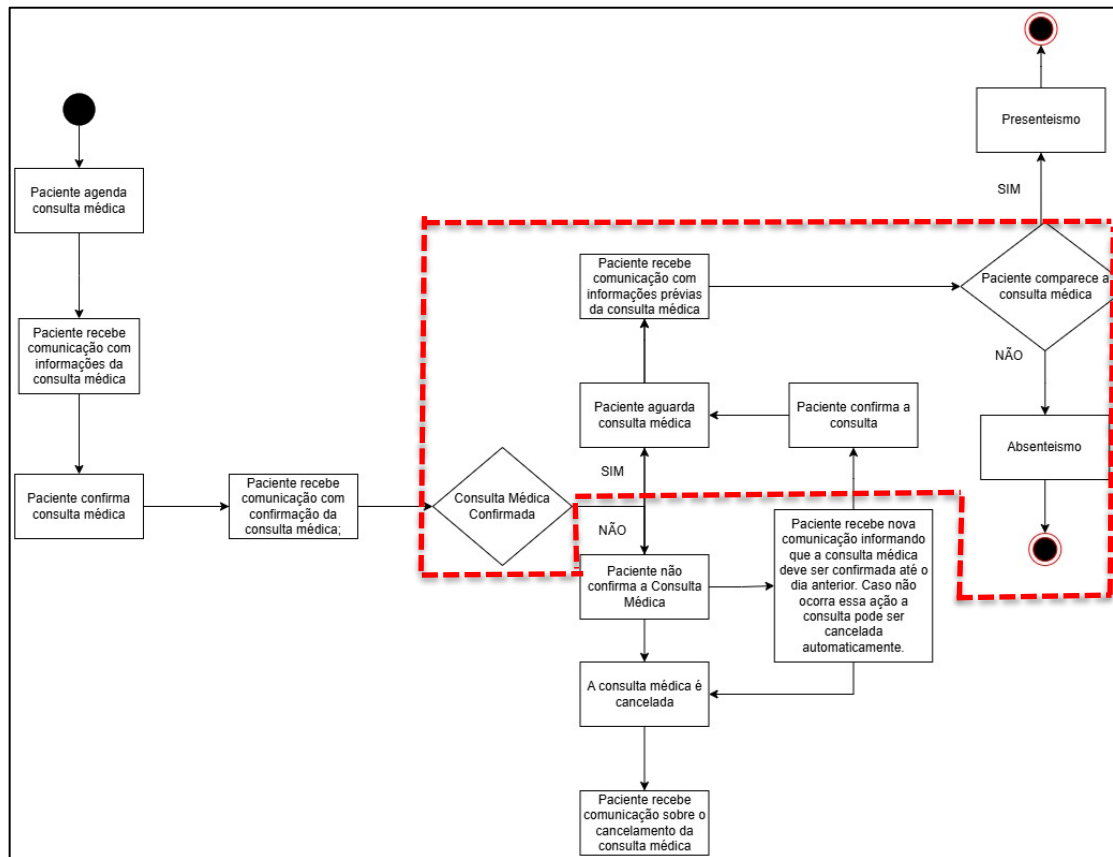 Paciente agenda
consulta médica
Paciente recebe
comunicação com
informações da
consulta médica
Paciente confirma
consulta médica
Paciente recebe
comunicação com
confirmação da
consulta médica;
Consulta Médica
Confirmada
SIM
NÃO
Paciente aguarda
consulta médica
Paciente recebe
comunicação com
informações prévias
da consulta médica
Paciente confirma a
consulta
Paciente não
confirma a Consulta
Médica
Paciente recebe nova
comunicação informando
que a consulta médica
deve ser confirmada até o
dia anterior. Caso não
ocorra essa ação a
consulta pode ser
cancelada
automaticamente.
A consulta médica é
cancelada
Paciente recebe
comunicação sobre o
cancelamento da
consulta médica
Paciente comparece a
consulta médica
SIM
Presenteismo
NÃO
Absenteismo